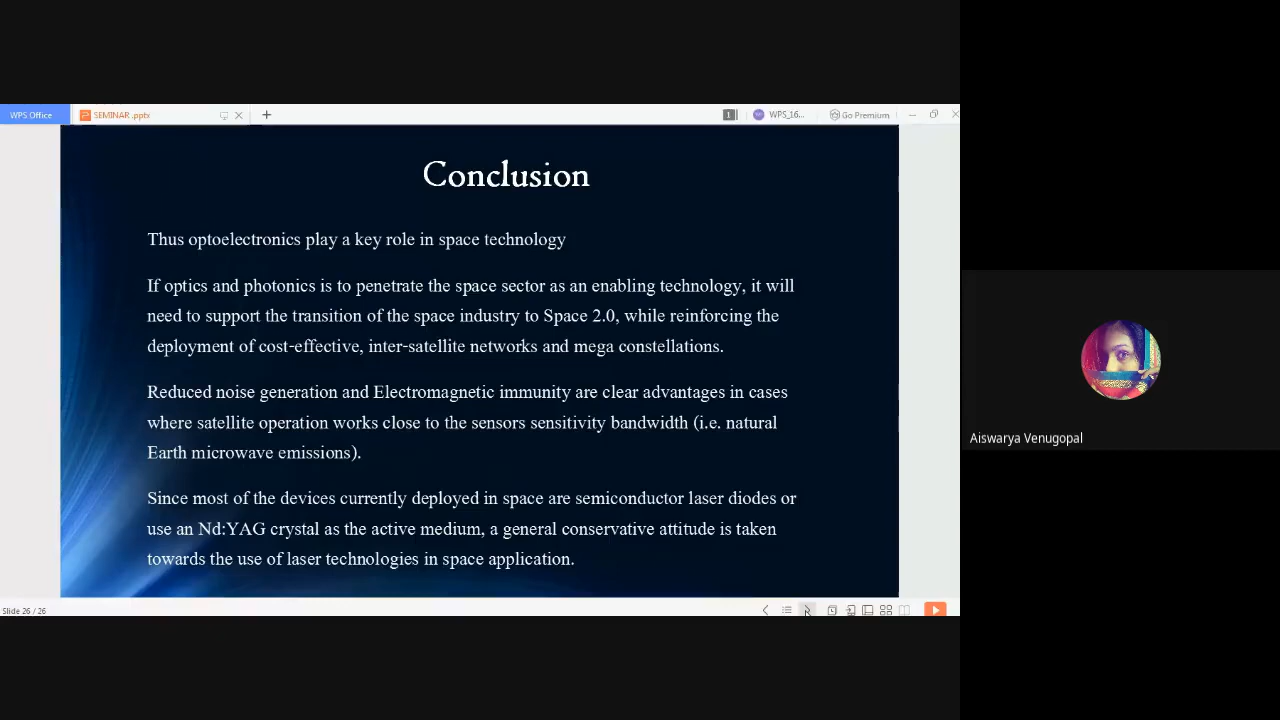 WPS Office
SEMINAR .pptx
1
WPS_16...
Go Premium
Conclusion
Thus optoelectronics play a key role in space technology
If optics and photonics is to penetrate the space sector as an enabling technology, it will
need to support the transition of the space industry to Space 2.0, while reinforcing the
deployment of cost-effective, inter-satellite networks and mega constellations.
Reduced noise generation and Electromagnetic immunity are clear advantages in cases
where satellite operation works close to the sensors sensitivity bandwidth (i.e. natural
Earth microwave emissions).
Since most of the devices currently deployed in space are semiconductor laser diodes or
use an Nd:YAG crystal as the active medium, a general conservative attitude is taken
towards the use of laser technologies in space application.
Slide 26 / 26
Aiswarya Venugopal